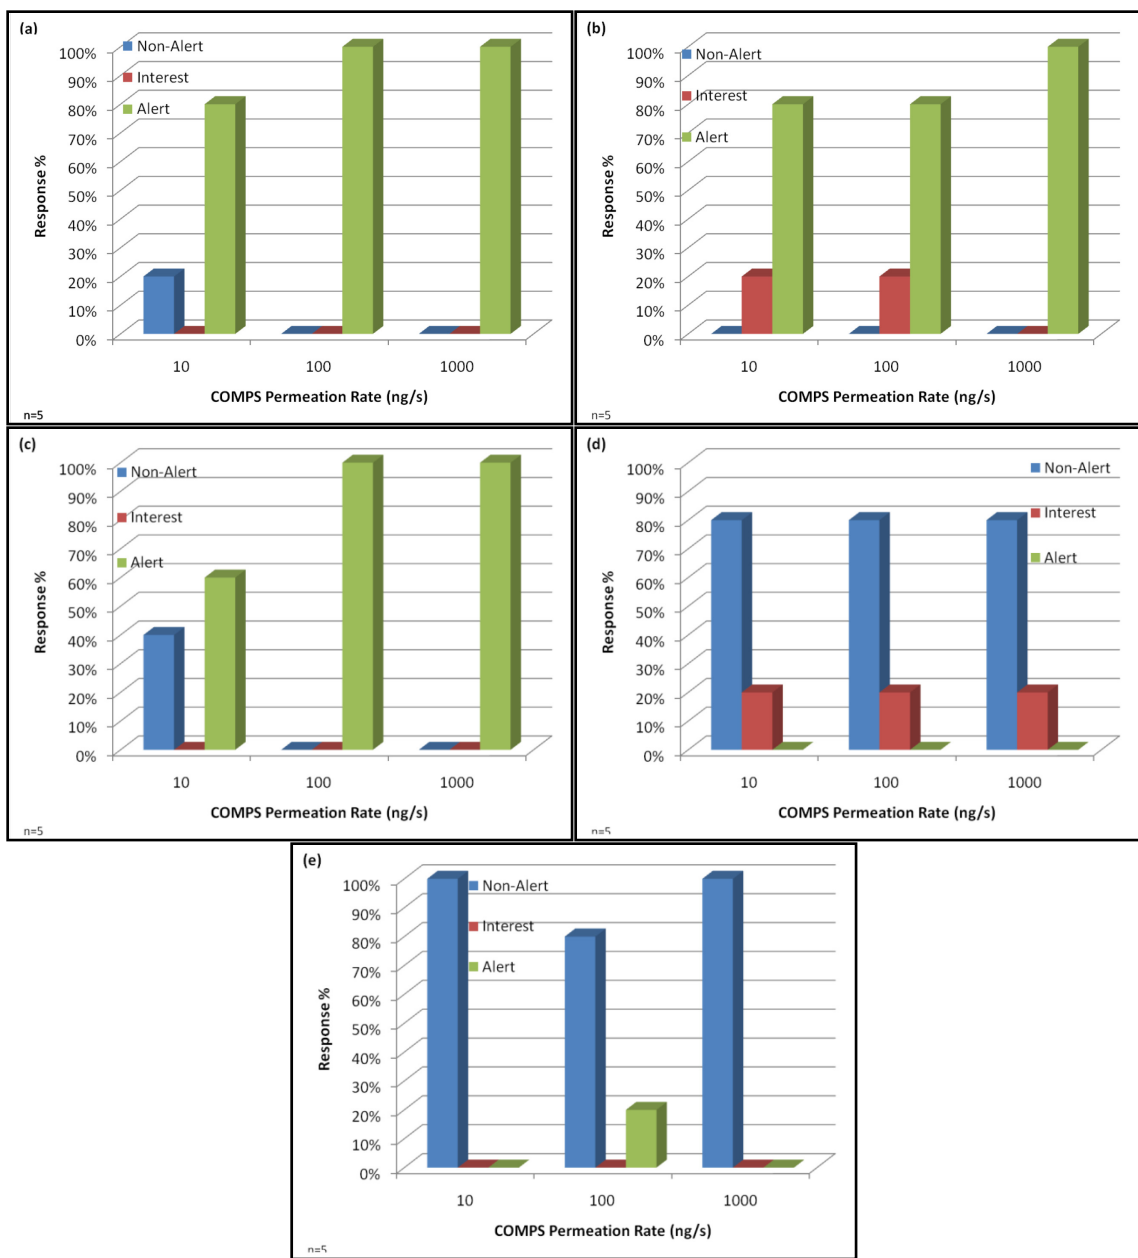 (a)
Non-Alert
Interest
Alert
100%
90%
80%
70%
60%
50%
40%
30%
20%
10%
0%
Response %
10 100 1000
COMPS Permeation Rate (ng/s)
n=5
(b)
Non-Alert
Interest
Alert
100%
90%
80%
70%
60%
50%
40%
30%
20%
10%
0%
Response %
10 100 1000
COMPS Permeation Rate (ng/s)
n=5
(c)
Non-Alert
Interest
Alert
100%
90%
80%
70%
60%
50%
40%
30%
20%
10%
0%
Response %
10 100 1000
COMPS Permeation Rate (ng/s)
n=5
(d)
Non-Alert
Interest
Alert
100%
90%
80%
70%
60%
50%
40%
30%
20%
10%
0%
Response %
10 100 1000
COMPS Permeation Rate (ng/s)
n=5
(e)
Non-Alert
Interest
Alert
100%
90%
80%
70%
60%
50%
40%
30%
20%
10%
0%
Response %
10 100 1000
COMPS Permeation Rate (ng/s)
n=5